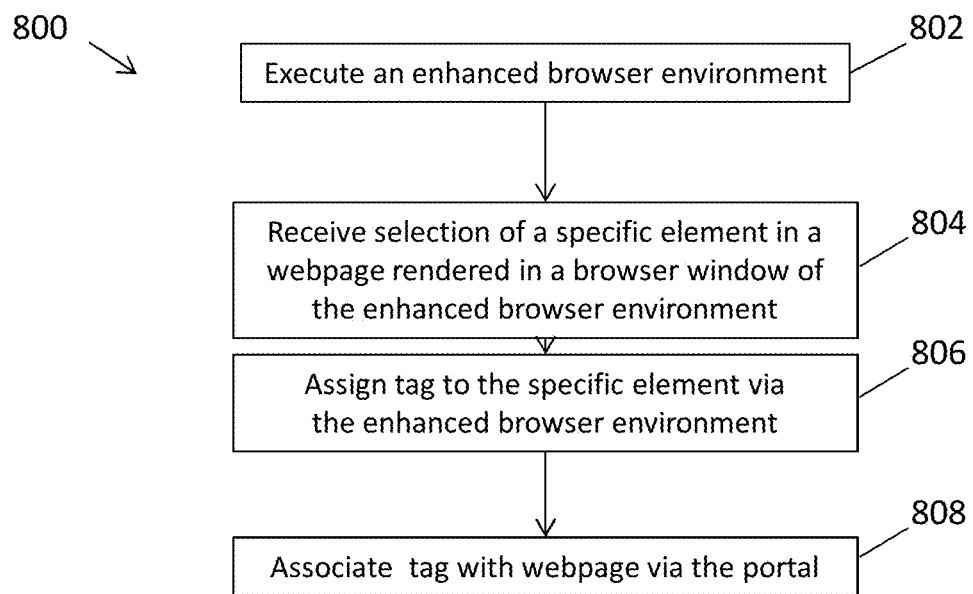 800
802
Execute an enhanced browser environment
804
Receive selection of a specific element in a
webpage rendered in a browser window of
the enhanced browser environment
806
Assign tag to the specific element via
the enhanced browser environment
808
Associate tag with webpage via the portal